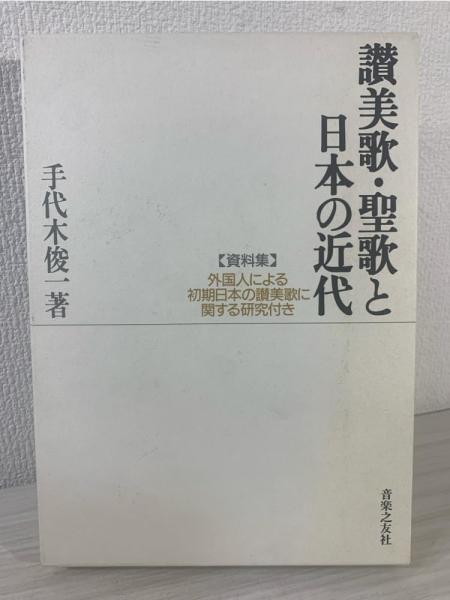 讃美歌・聖歌と
日本の近代
【資料集】
外国人による
初期日本の讃美歌に
関する研究付き
手代木俊一著
音楽之友社